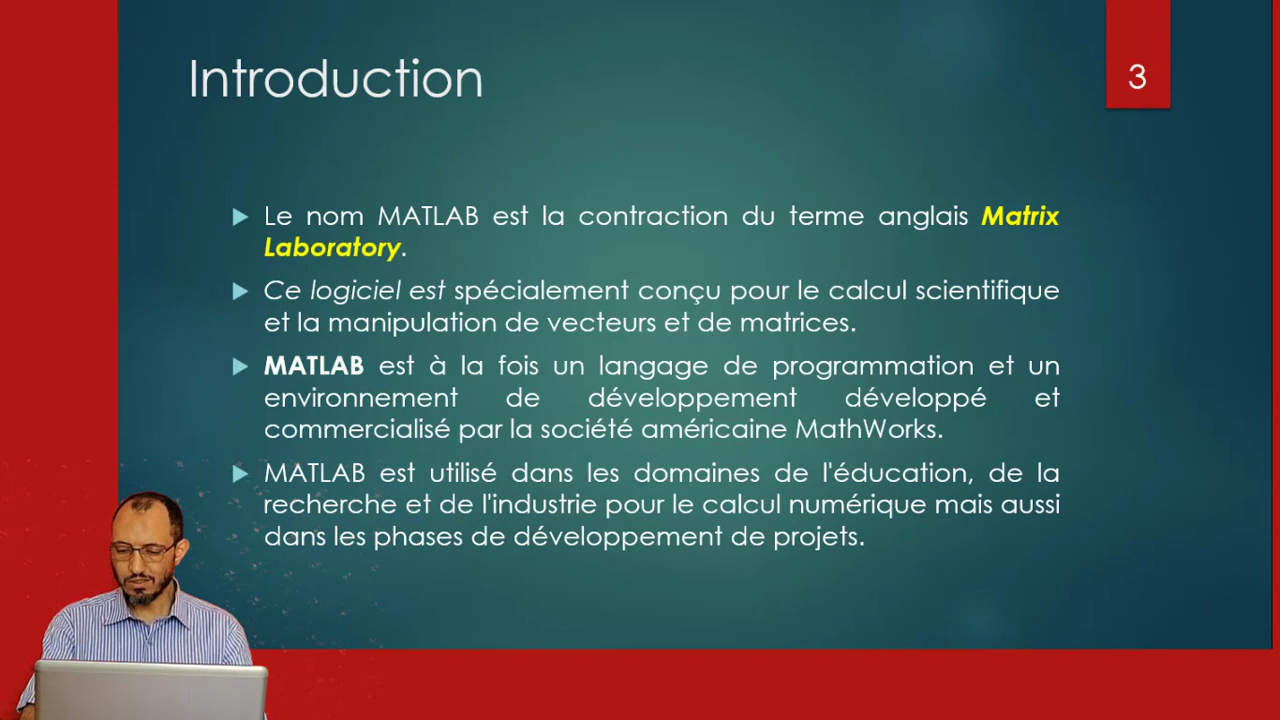 Introduction
3
Le nom MATLAB est la contraction du terme anglais Matrix
Laboratory.
Ce logiciel est spécialement conçu pour le calcul scientifique
et la manipulation de vecteurs et de matrices.
MATLAB est à la fois un langage de programmation et un
environnement de développement développé et
commercialisé par la société américaine MathWorks.
MATLAB est utilisé dans les domaines de l'éducation, de la
recherche et de l'industrie pour le calcul numérique mais aussi
dans les phases de développement de projets.